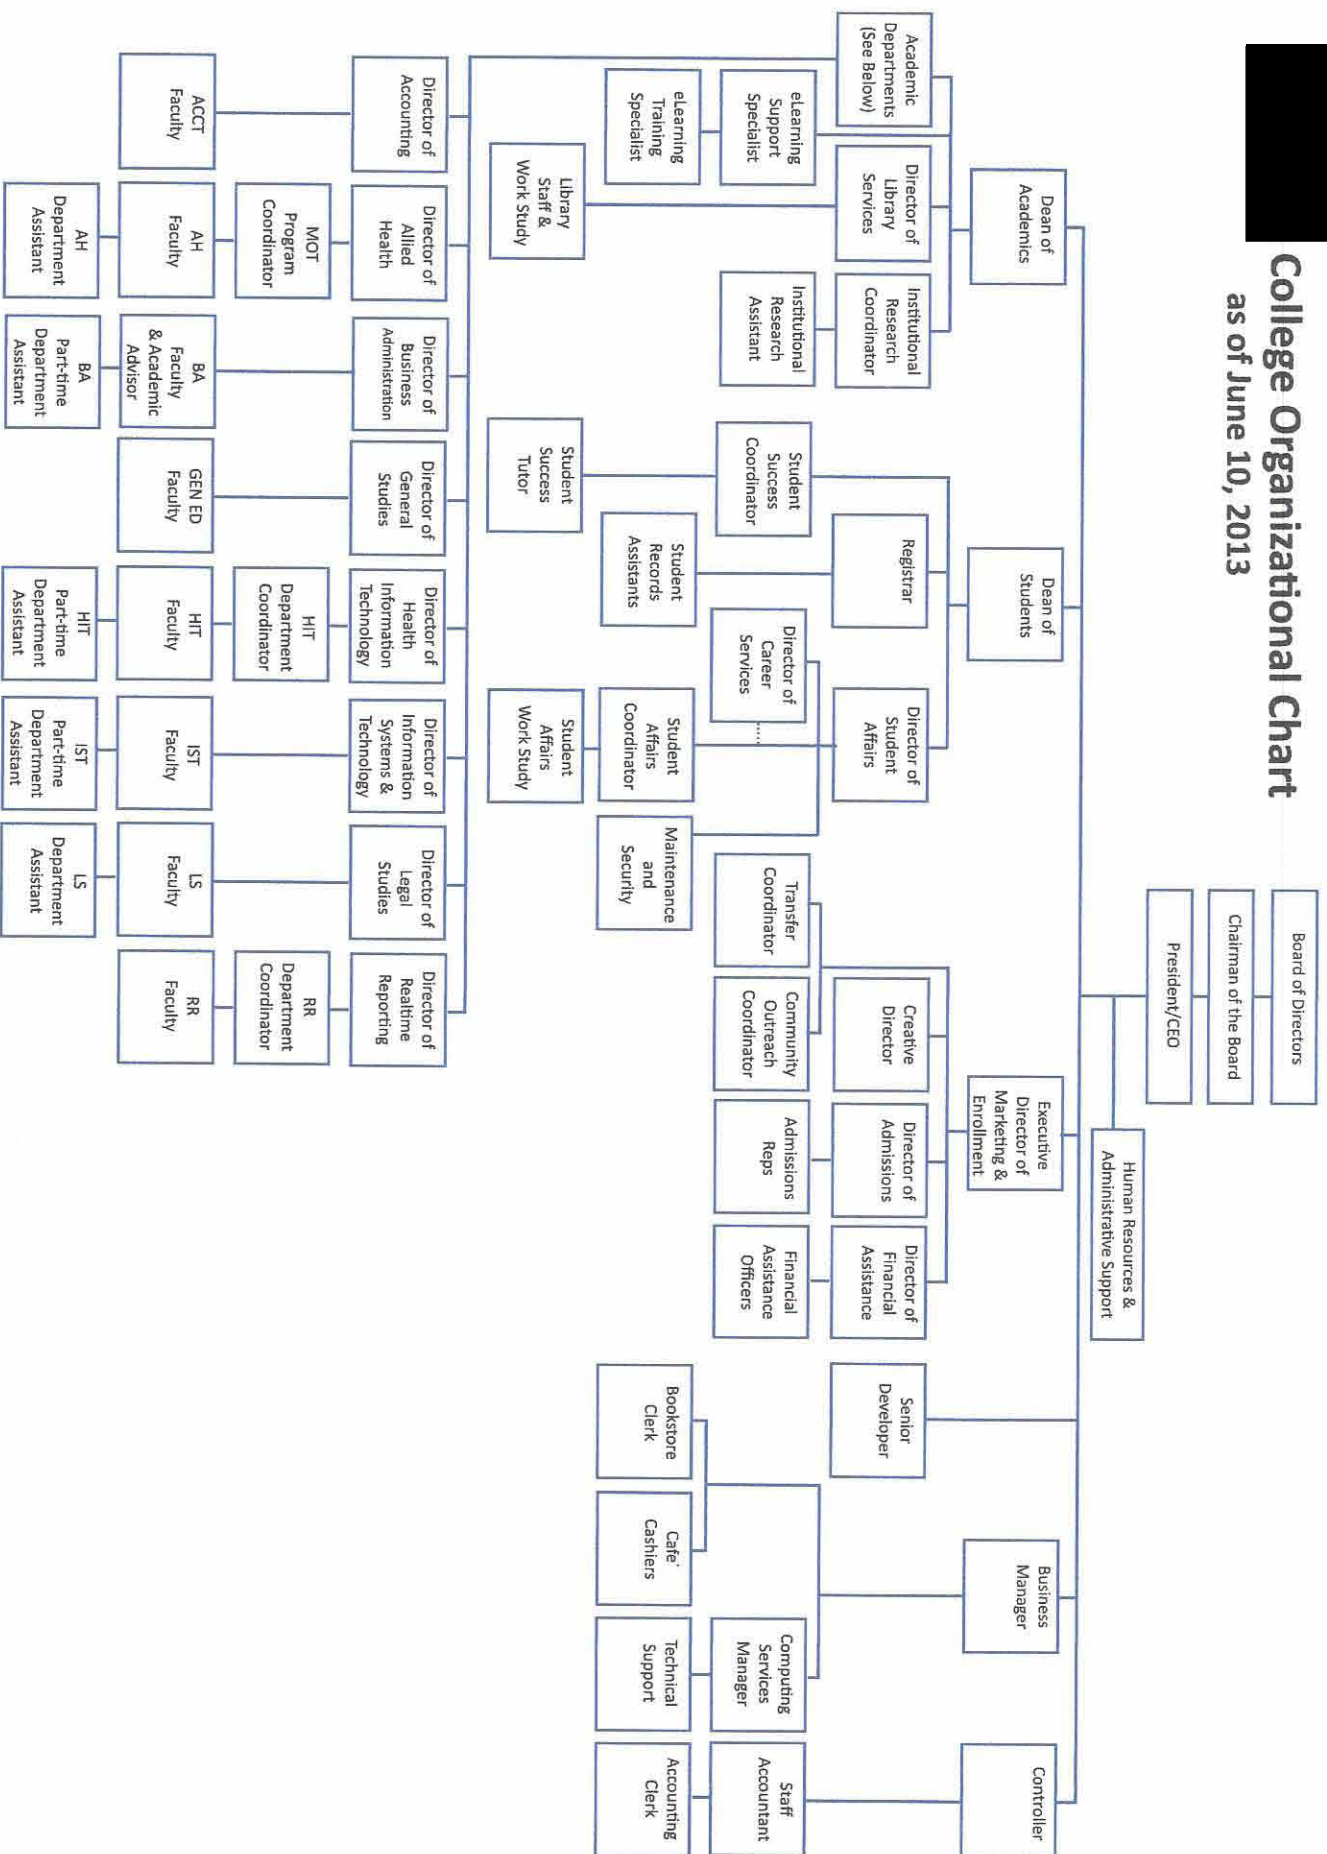 College Organizational Chart
as of June 10, 2013
Board of Directors
Chairman of the Board
President/CEO
Human Resources &
Administrative Support
Dean of
Academics
Dean of
Students
Executive
Director of
Marketing &
Enrollment
Business
Manager
Controller
Academic
Departments
(See Below)
Director of
Library
Services
Institutional
Research
Coordinator
Registrar
Director of
Student
Affairs
Creative
Director
Director of
Admissions
Director of
Financial
Assistance
Senior
Developer
eLearning
Support
Specialist
Institutional
Research
Assistant
Student
Success
Coordinator
Director of
Career
Services
Transfer
Coordinator
Community
Outreach
Coordinator
Admissions
Reps
Financial
Assistance
Officers
Computing
Services
Manager
Staff
Accountant
eLearning
Training
Specialist
Student
Records
Assistants
Student
Affairs
Coordinator
Maintenance
and
Security
Bookstore
Clerk
Cafe`
Cashiers
Technical
Support
Accounting
Clerk
Library
Staff &
Work Study
Student
Success
Tutor
Student
Affairs
Work Study
Director of
Accounting
Director of
Allied
Health
Director of
Business
Administration
Director of
General
Studies
Director of
Health
Information
Technology
Director of
Information
Systems &
Technology
Director of
Legal
Studies
Director of
Realtime
Reporting
MOT
Program
Coordinator
HIT
Department
Coordinator
RR
Department
Coordinator
ACCT
Faculty
AH
Faculty
BA
Faculty
& Academic
Advisor
GEN ED
Faculty
HIT
Faculty
IST
Faculty
LS
Faculty
RR
Faculty
AH
Department
Assistant
BA
Part-time
Department
Assistant
HIT
Part-time
Department
Assistant
IST
Part-time
Department
Assistant
LS
Department
Assistant